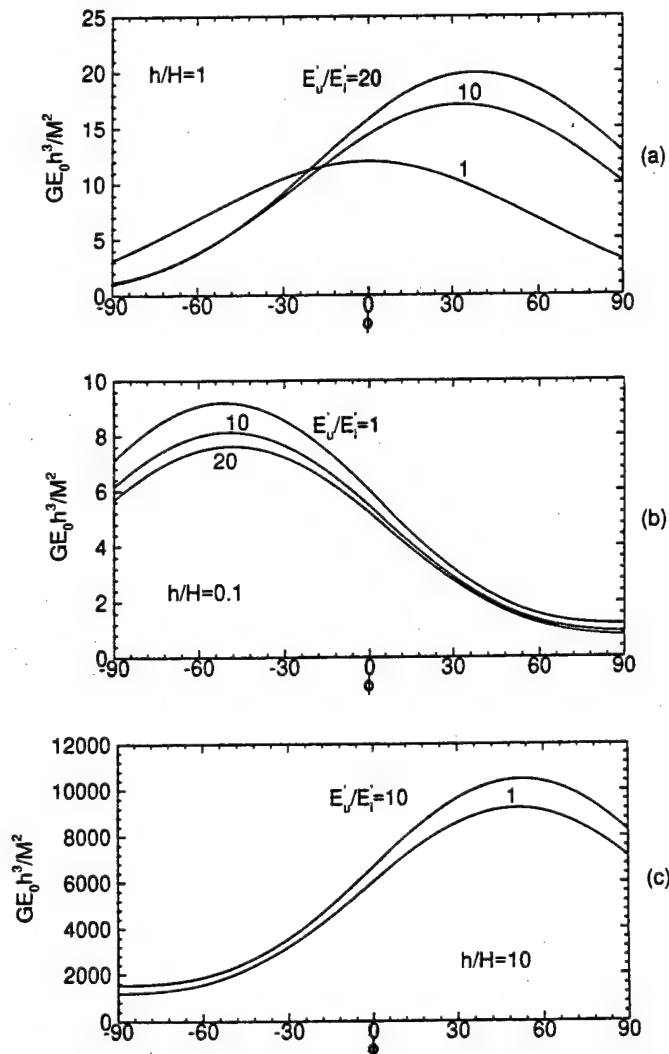 25
20
15
10
5
0
GE₀h³/M²
h/H=1
E'ᵤ/E'ᵢ=20
10
1
(a)
-90 -60 -30 0 30 60 90
ϕ
10
8
6
4
2
0
GE₀h³/M²
E'ᵤ/E'ᵢ=1
10
20
h/H=0.1
(b)
-90 -60 -30 0 30 60 90
ϕ
12000
10000
8000
6000
4000
2000
0
GE₀h³/M²
E'ᵤ/E'ᵢ=10
1
h/H=10
(c)
-90 -60 -30 0 30 60 90
ϕ